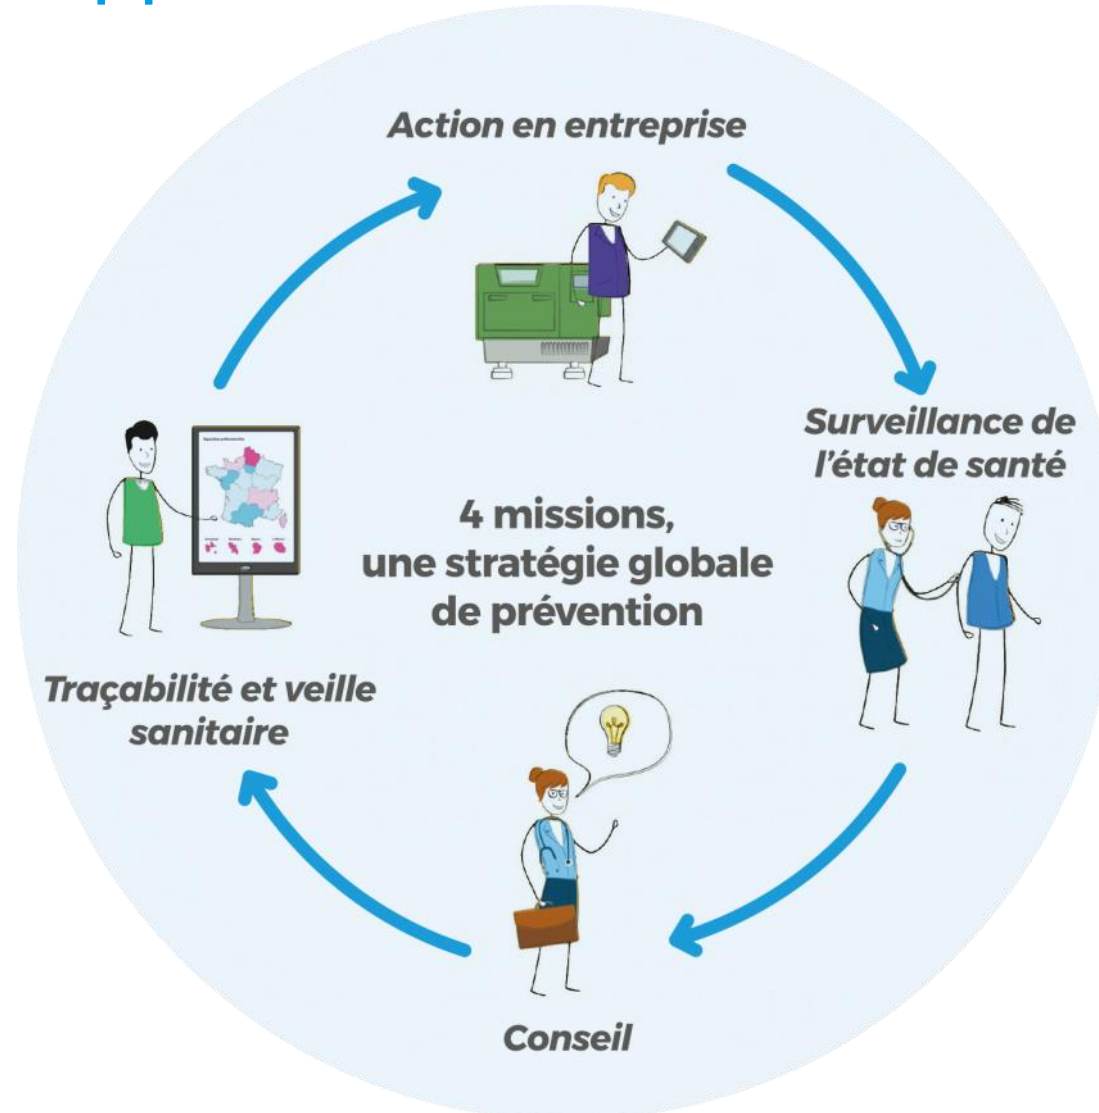 Action en entreprise
Surveillance de
l'état de santé
4 missions,
une stratégie globale
de prévention
Traçabilité et veille
sanitaire
Conseil